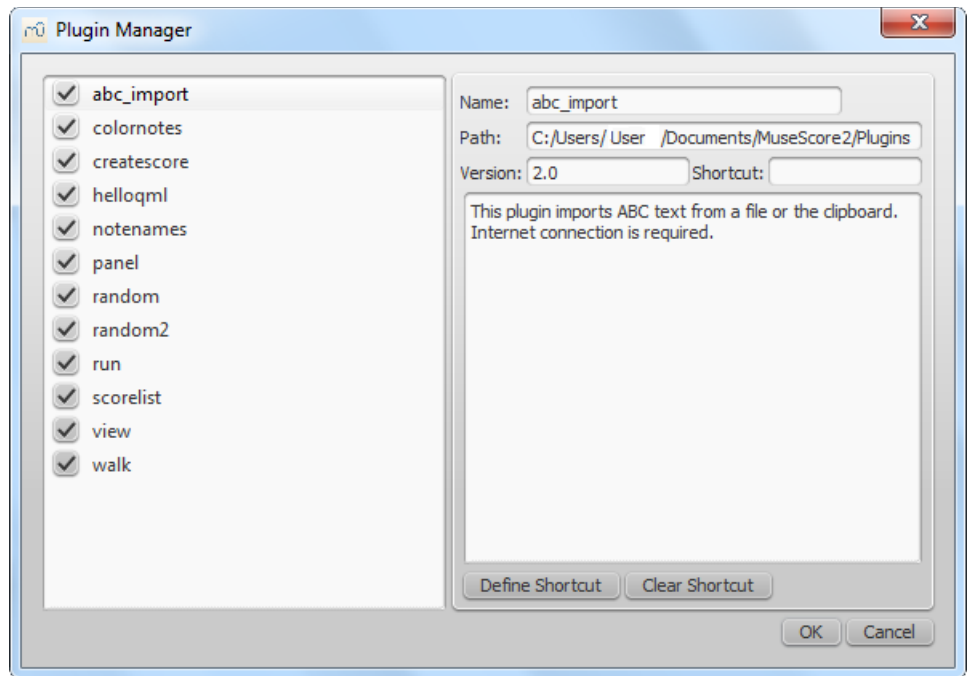 Plugin Manager
abc_import
colornotes
createscore
helloqml
notenames
panel
random
random2
run
scorelist
view
walk
Name: abc_import
Path: C:/Users/ User /Documents/MuseScore2/Plugins
Version: 2.0 Shortcut:
This plugin imports ABC text from a file or the clipboard.
Internet connection is required.
Define Shortcut Clear Shortcut
OK Cancel